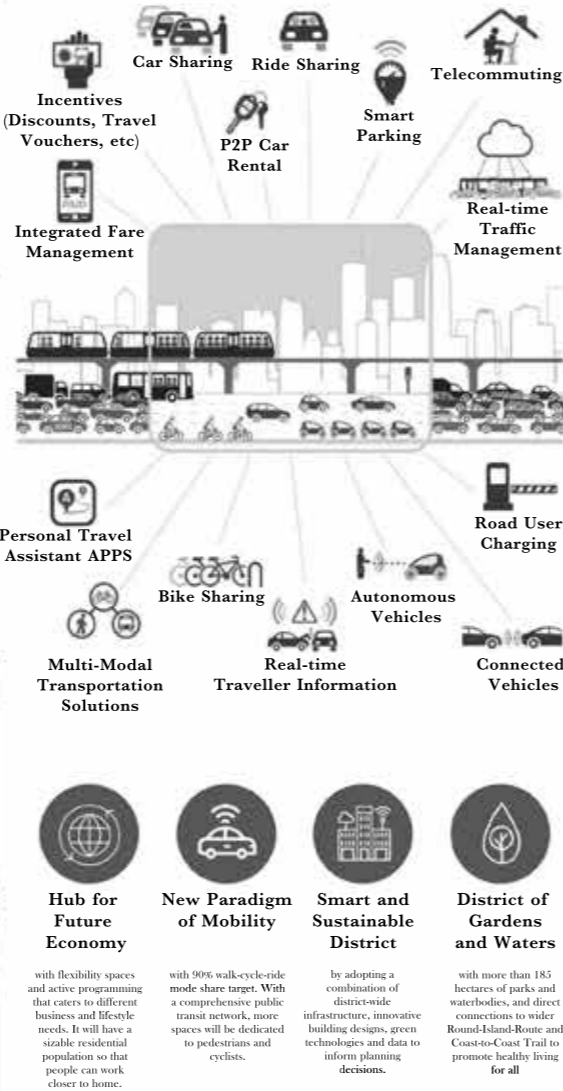 Car Sharing
Ride Sharing
Telecommuting
Incentives
(Discounts, Travel
Vouchers, etc)
Smart
Parking
P2P Car
Rental
Integrated Fare
Management
Real-time
Traffic
Management
Personal Travel
Assistant APPS
Road User
Charging
Bike Sharing
Autonomous
Vehicles
Multi-Modal
Transportation
Solutions
Real-time
Traveller Information
Connected
Vehicles
Hub for
Future
Economy
with flexibility spaces
and active programming
that caters to different
business and lifestyle
needs. It will have a
sizable residential
population so that
people can work
closer to home.
New Paradigm
of Mobility
with 90% walk-cycle-ride
mode share target. With
a comprehensive public
transit network, more
spaces will be dedicated
to pedestrians and
cyclists.
Smart and
Sustainable
District
by adopting a
combination of
district-wide
infrastructure, innovative
building designs, green
technologies and data to
inform planning
decisions.
District of
Gardens
and Waters
with more than 185
hectares of parks and
waterbodies, and direct
connections to wider
Round-Island-Route and
Coast-to-Coast Trail to
promote healthy living
for all